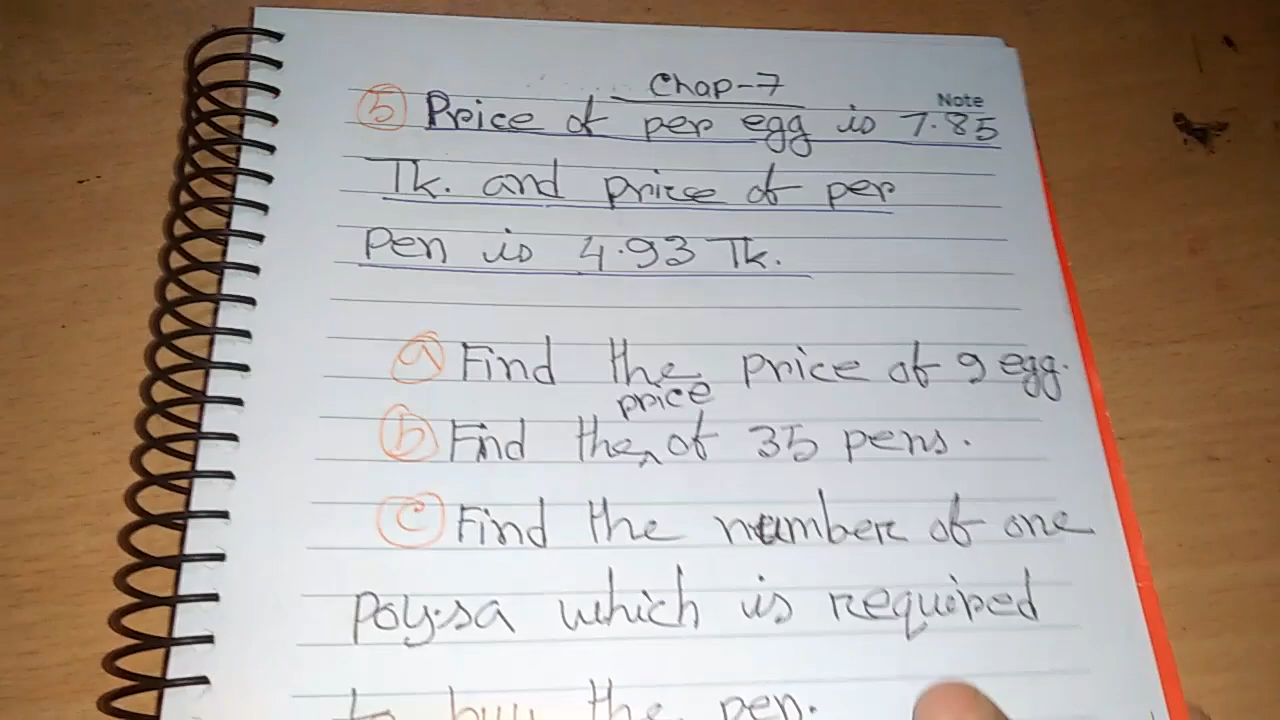 Chap-7
Note
5 Price of per egg is 7.85
Tk. and price of per
pen is 4.93 Tk.
a Find the price of 9 egg.
price
b Find the ^ of 35 pens.
c Find the number of one
poysa which is required
to buy the pen.